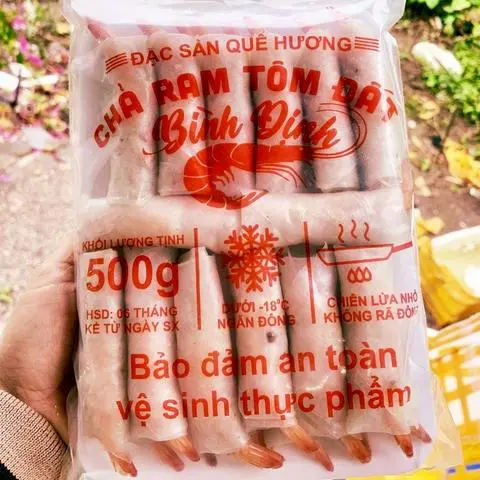 ĐẶC SẢN QUÊ HƯƠNG
CHẢ RAM TÔM ĐẤT
Bình Định
KHỐI LƯỢNG TỊNH
500g
HSD: 06 THÁNG
KỂ TỪ NGÀY SX
DƯỚI -18°C
NGĂN ĐÔNG
CHIÊN LỬA NHỎ
KHÔNG RÃ ĐÔNG
Bảo đảm an toàn
vệ sinh thực phẩm